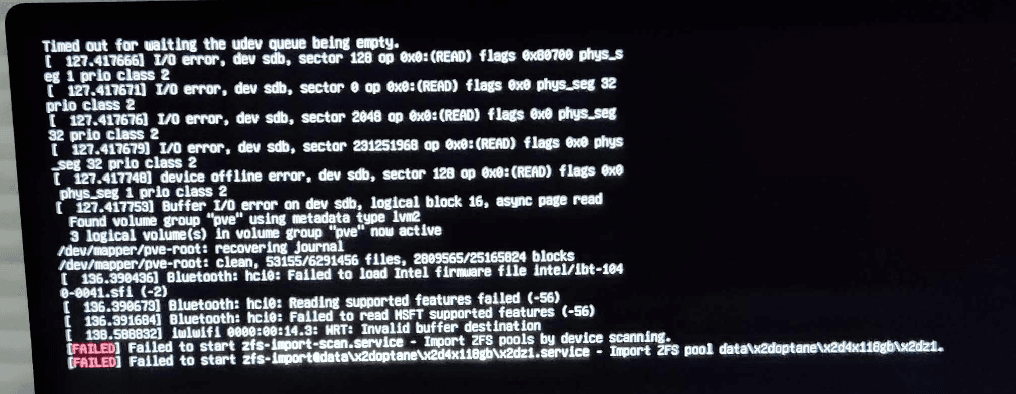 Timed out for waiting the udev queue being empty.
[  127.417666] I/O error, dev sdb, sector 128 op 0x0:(READ) flags 0x80700 phys_s
eg 1 prio class 2
[  127.417671] I/O error, dev sdb, sector 0 op 0x0:(READ) flags 0x0 phys_seg 32
prio class 2
[  127.417676] I/O error, dev sdb, sector 2048 op 0x0:(READ) flags 0x0 phys_seg
32 prio class 2
[  127.417679] I/O error, dev sdb, sector 231251968 op 0x0:(READ) flags 0x0 phys
_seg 32 prio class 2
[  127.417748] device offline error, dev sdb, sector 128 op 0x0:(READ) flags 0x0
phys_seg 1 prio class 2
[  127.417753] Buffer I/O error on dev sdb, logical block 16, async page read
Found volume group "pve" using metadata type lvm2
3 logical volume(s) in volume group "pve" now active
/dev/mapper/pve-root: recovering journal
/dev/mapper/pve-root: clean, 53155/6291456 files, 2809565/25165824 blocks
[  136.390436] Bluetooth: hci0: Failed to load Intel firmware file intel/ibt-104
0-0041.sfi (-2)
[  136.390673] Bluetooth: hci0: Reading supported features failed (-56)
[  136.391684] Bluetooth: hci0: Failed to read MSFT supported features (-56)
[  138.588832] iwlwifi 0000:00:14.3: WRT: Invalid buffer destination
[FAILED] Failed to start zfs-import-scan.service - Import ZFS pools by device scanning.
[FAILED] Failed to start zfs-import@data\x2doptane\x2d4x118gb\x2dz1.service - Import ZFS pool data\x2doptane\x2d4x118gb\x2dz1.